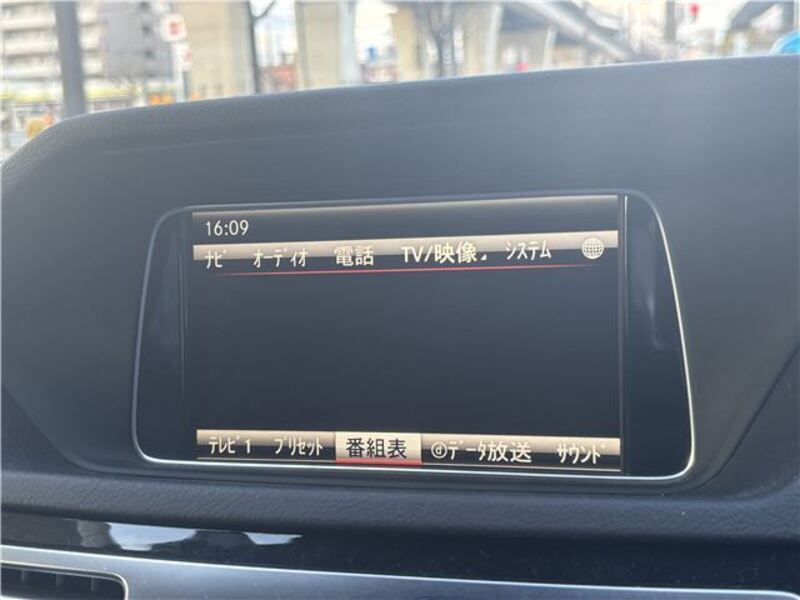 16:09
ナビ オーディオ 電話 TV/映像 システム
テレビ1 プリセット 番組表 ⓓデータ放送 サウンド